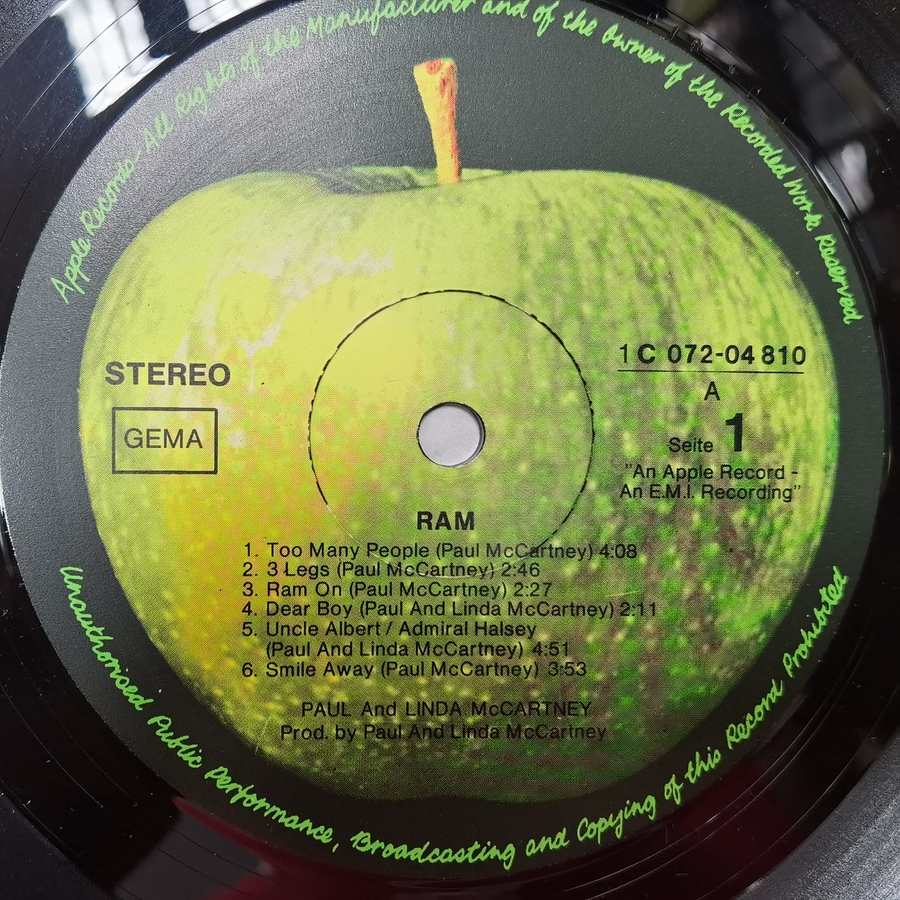 Apple Records-All Rights of the Manufacturer and of the Owner of the Recorded Work Reserved
STEREO
GEMA
1 C 072-04 810
A
Seite 1
"An Apple Record -
An E.M.I. Recording"
RAM
1. Too Many People (Paul McCartney) 4:08
2. 3 Legs (Paul McCartney) 2:46
3. Ram On (Paul McCartney) 2:27
4. Dear Boy (Paul And Linda McCartney) 2:11
5. Uncle Albert / Admiral Halsey
(Paul And Linda McCartney) 4:51
6. Smile Away (Paul McCartney) 3:53
PAUL And LINDA McCARTNEY
Prod. by Paul And Linda McCartney
Unauthorised Public Performance, Broadcasting and Copying of this Record Prohibited